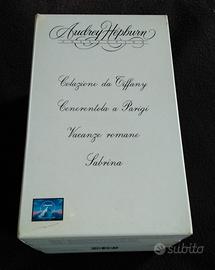 Audrey Hepburn
Colazione da Tiffany
Cenerentola a Parigi
Vacanze romane
Sabrina
subito